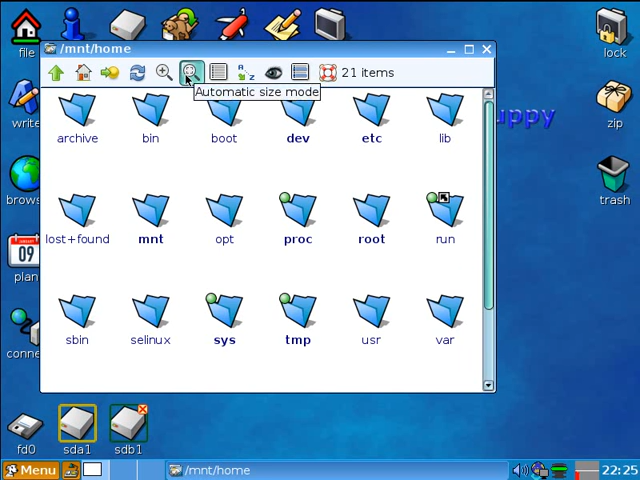 /mnt/home
21 items
Automatic size mode
archive
bin
boot
dev
etc
lib
lost+found
mnt
opt
proc
root
run
sbin
selinux
sys
tmp
usr
var
file
write
brows
plan
conne
lock
zip
trash
uppy
fd0
sda1
sdb1
Menu
/mnt/home
22:25
09